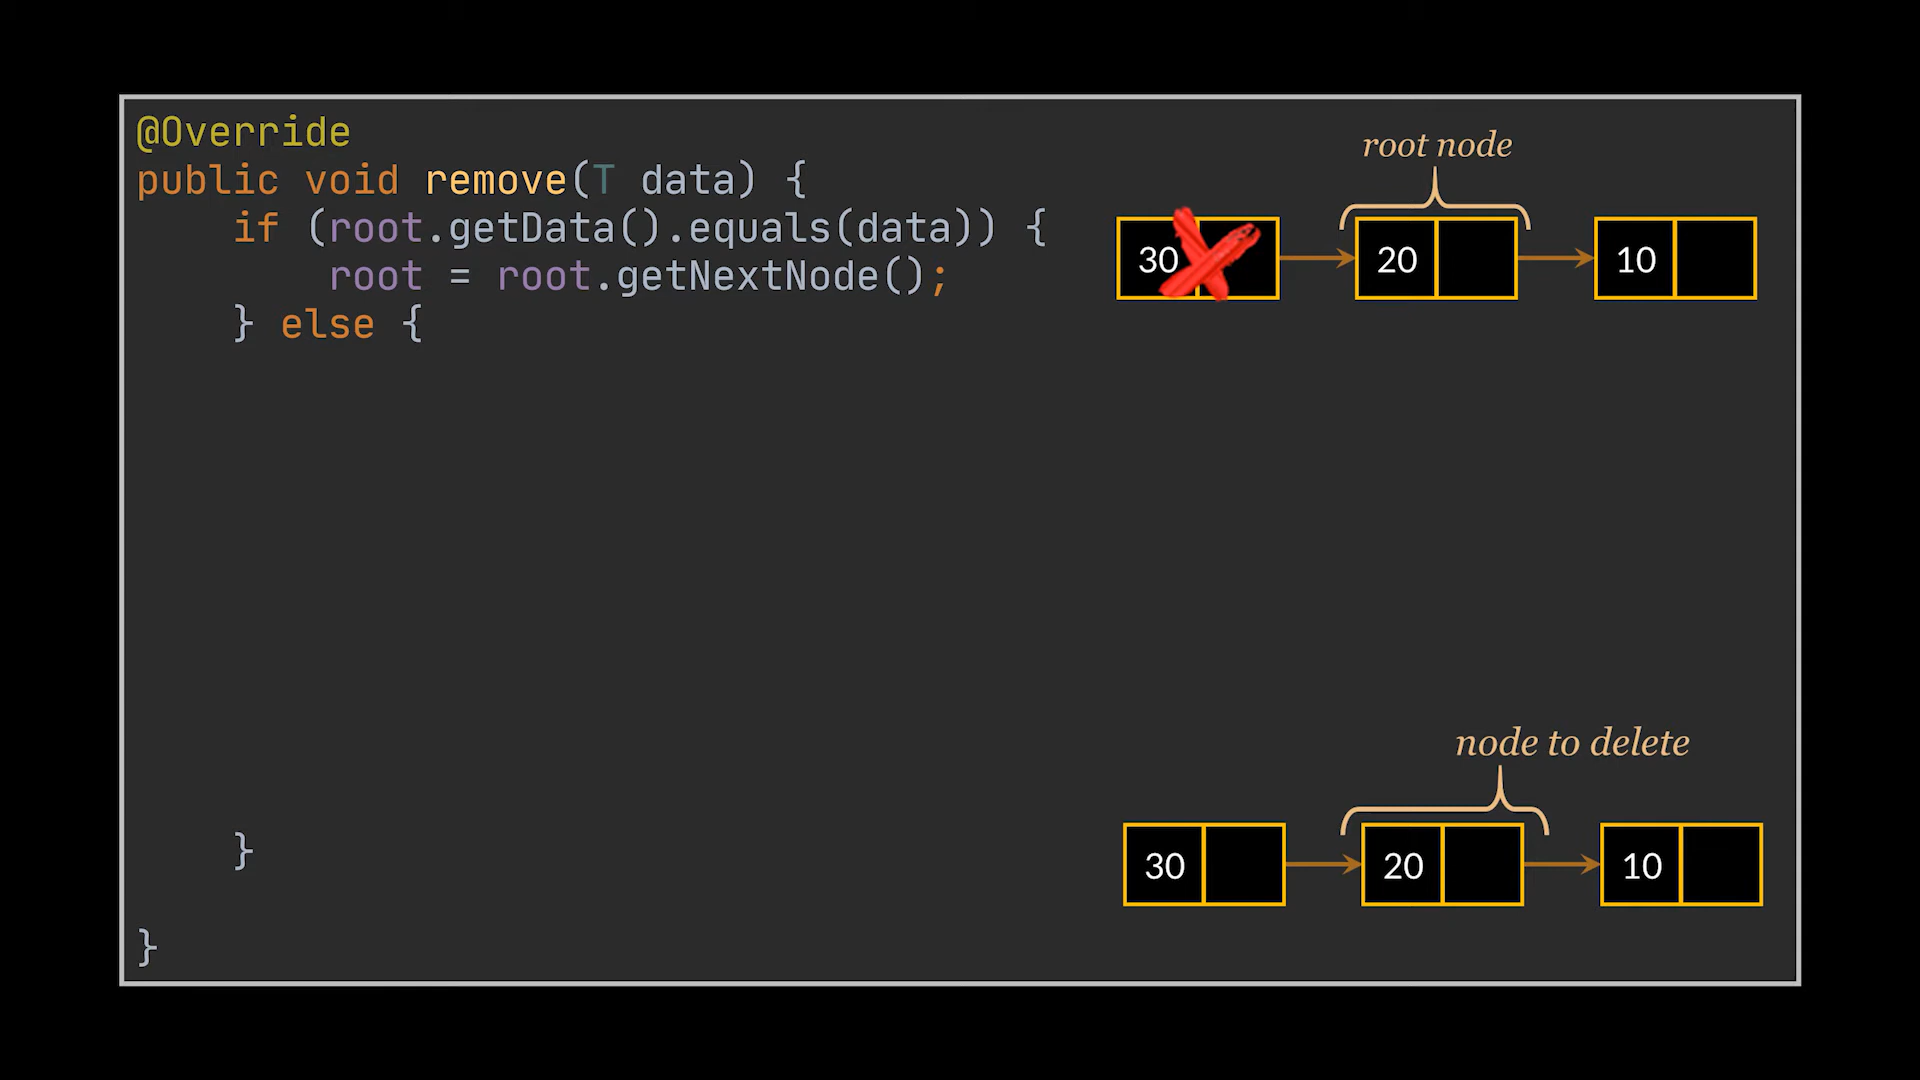 @Override
public void remove(T data) {
    if (root.getData().equals(data)) {
        root = root.getNextNode();
    } else {
    }
}
root node
30 20 10
node to delete
30 20 10